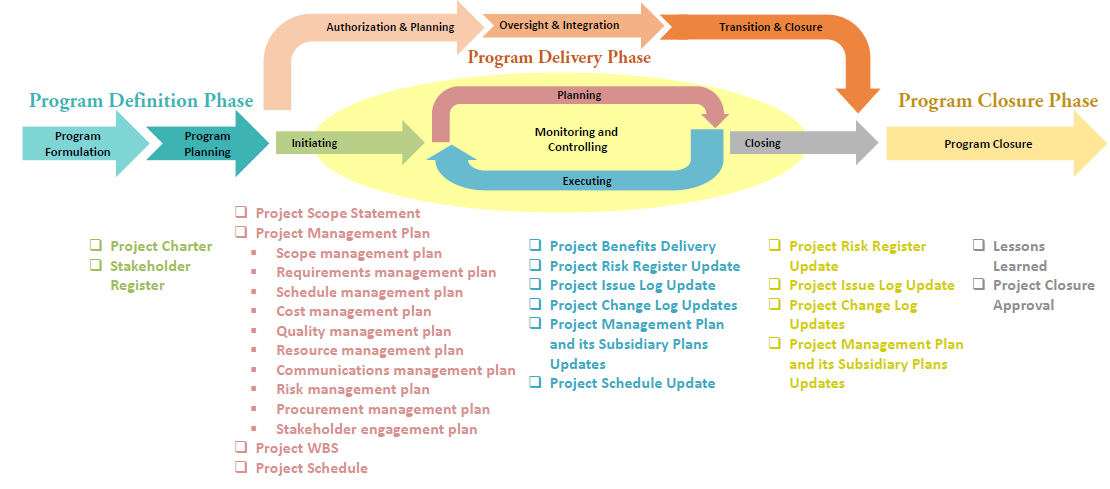 Authorization & Planning
Oversight & Integration
Transition & Closure
Program Delivery Phase
Program Definition Phase
Program Closure Phase
Program
Formulation
Program
Planning
Initiating
Planning
Monitoring and
Controlling
Executing
Closing
Program Closure
❑ Project Charter
❑ Stakeholder
Register
❑ Project Scope Statement
❑ Project Management Plan
▪ Scope management plan
▪ Requirements management plan
▪ Schedule management plan
▪ Cost management plan
▪ Quality management plan
▪ Resource management plan
▪ Communications management plan
▪ Risk management plan
▪ Procurement management plan
▪ Stakeholder engagement plan
❑ Project WBS
❑ Project Schedule
❑ Project Benefits Delivery
❑ Project Risk Register Update
❑ Project Issue Log Update
❑ Project Change Log Updates
❑ Project Management Plan
and its Subsidiary Plans
Updates
❑ Project Schedule Update
❑ Project Risk Register
Update
❑ Project Issue Log Update
❑ Project Change Log
Updates
❑ Project Management Plan
and its Subsidiary Plans
Updates
❑ Lessons
Learned
❑ Project Closure
Approval